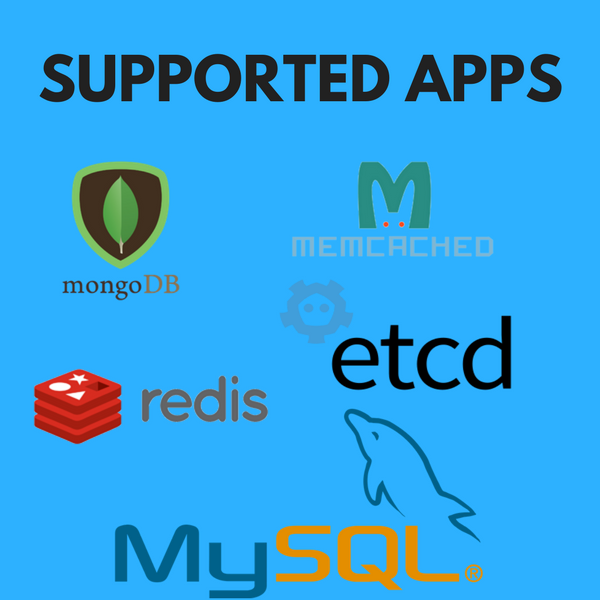 SUPPORTED APPS
mongoDB
MEMCACHED
etcd
redis
MySQL®